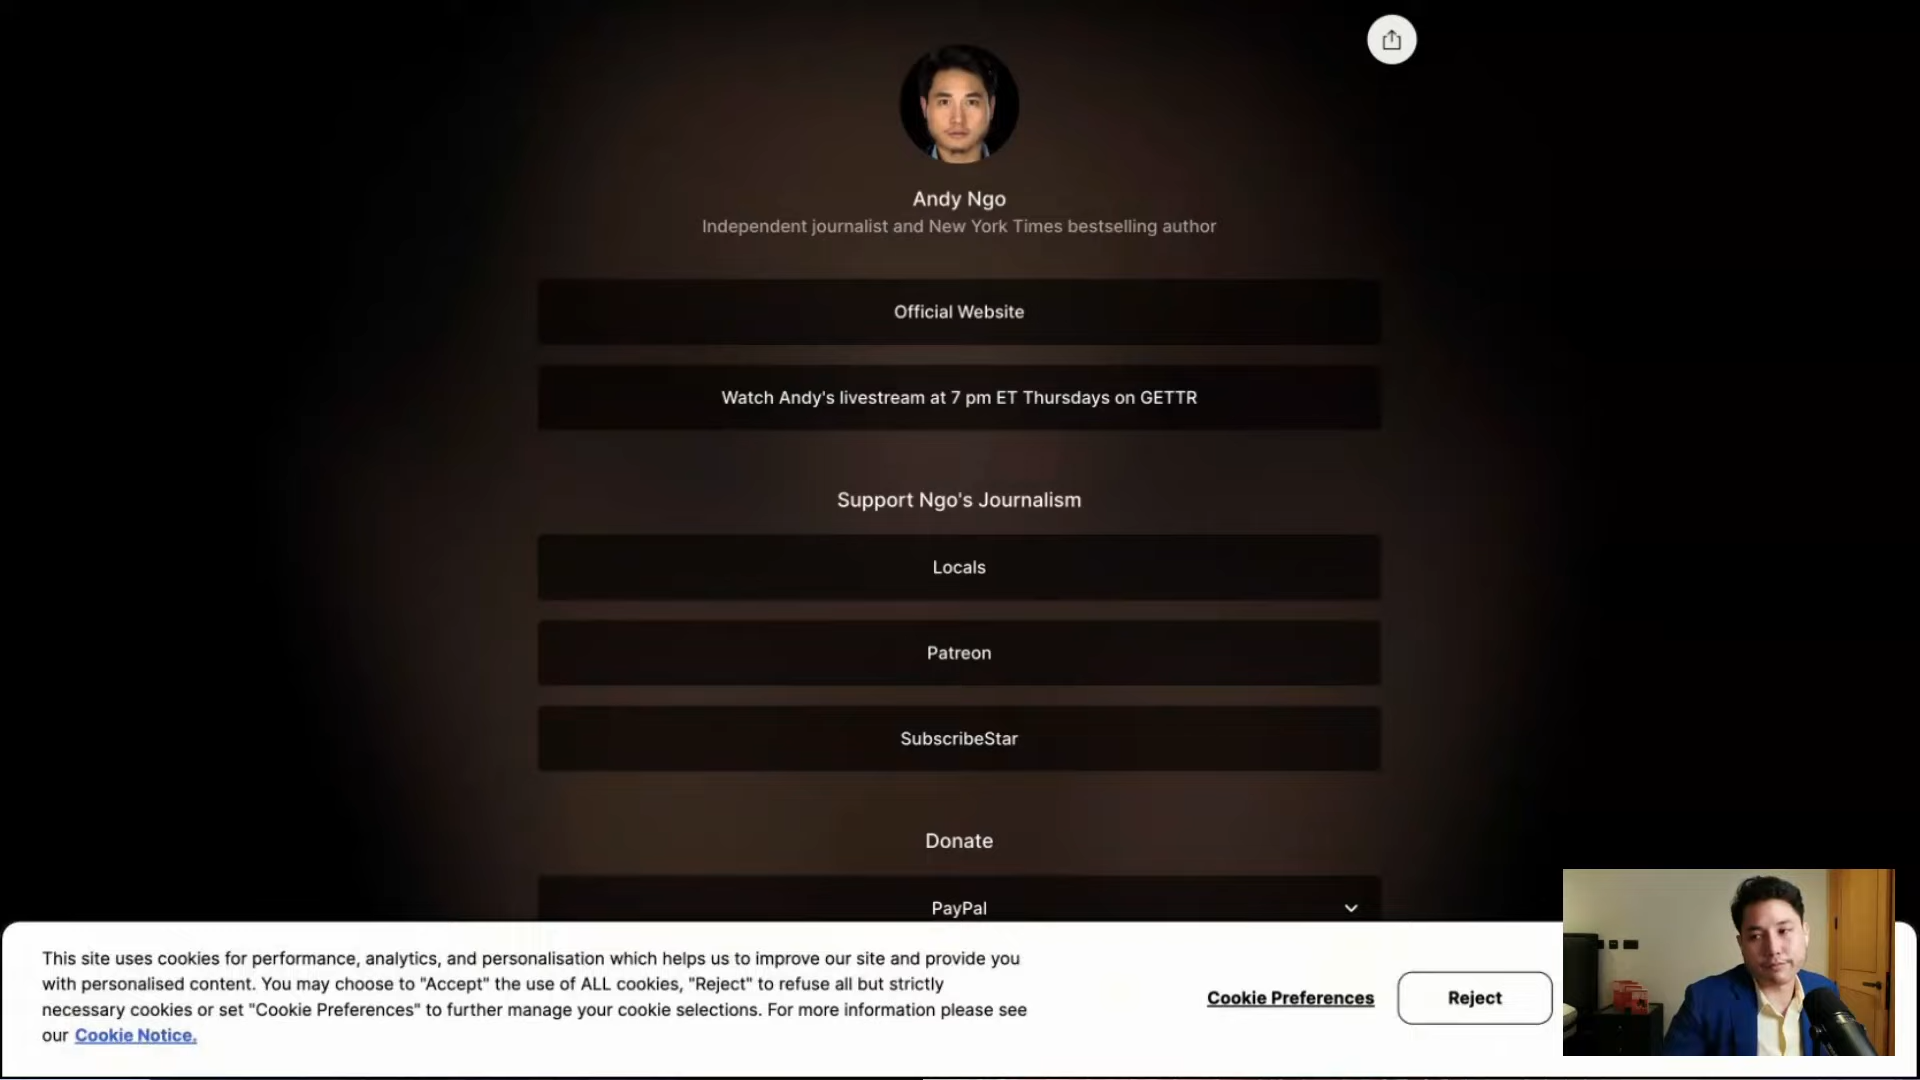 Andy Ngo
Independent journalist and New York Times bestselling author
Official Website
Watch Andy's livestream at 7 pm ET Thursdays on GETTR
Support Ngo's Journalism
Locals
Patreon
SubscribeStar
Donate
PayPal
This site uses cookies for performance, analytics, and personalisation which helps us to improve our site and provide you
with personalised content. You may choose to "Accept" the use of ALL cookies, "Reject" to refuse all but strictly
necessary cookies or set "Cookie Preferences" to further manage your cookie selections. For more information please see
our Cookie Notice.
Cookie Preferences
Reject